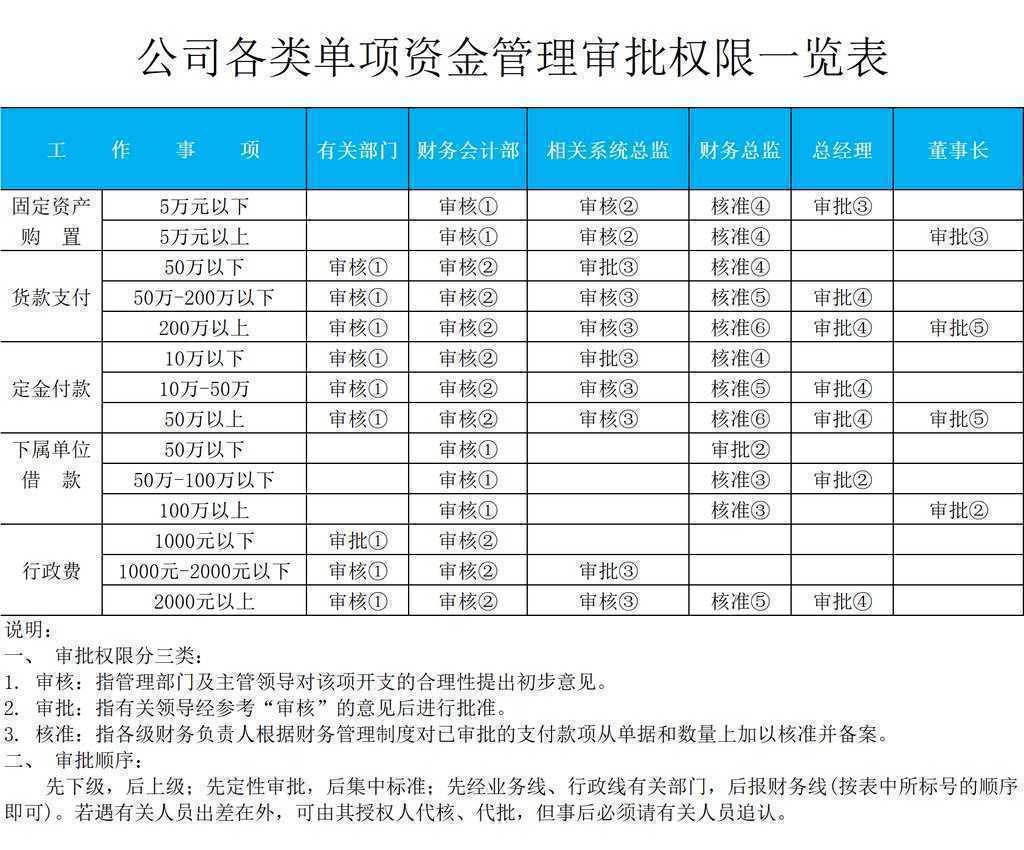 公司各类单项资金管理审批权限一览表
工 作 事 项 有关部门 财务会计部 相关系统总监 财务总监 总经理 董事长
固定资产 5万元以下 审核① 审核② 核准④ 审批③
购 置 5万元以上 审核① 审核② 核准④ 审批③
50万以下 审核① 审核② 审批③ 核准④
货款支付 50万-200万以下 审核① 审核② 审核③ 核准⑤ 审批④
200万以上 审核① 审核② 审核③ 核准⑥ 审批④ 审批⑤
10万以下 审核① 审核② 审批③ 核准④
定金付款 10万-50万 审核① 审核② 审核③ 核准⑤ 审批④
50万以上 审核① 审核② 审核③ 核准⑥ 审批④ 审批⑤
下属单位 50万以下 审核① 审批②
借 款 50万-100万以下 审核① 核准③ 审批②
100万以上 审核① 核准③ 审批②
1000元以下 审批① 审核②
行政费 1000元-2000元以下 审核① 审核② 审批③
2000元以上 审核① 审核② 审核③ 核准⑤ 审批④
说明:
一、 审批权限分三类:
1. 审核: 指管理部门及主管领导对该项开支的合理性提出初步意见。
2. 审批: 指有关领导经参考“审核”的意见后进行批准。
3. 核准: 指各级财务负责人根据财务管理制度对已审批的支付款项从单据和数量上加以核准并备案。
二、 审批顺序:
先下级, 后上级; 先定性审批, 后集中标准; 先经业务线、行政线有关部门, 后报财务线(按表中所标号的顺序
即可)。若遇有关人员出差在外, 可由其授权人代核、代批, 但事后必须请有关人员追认。